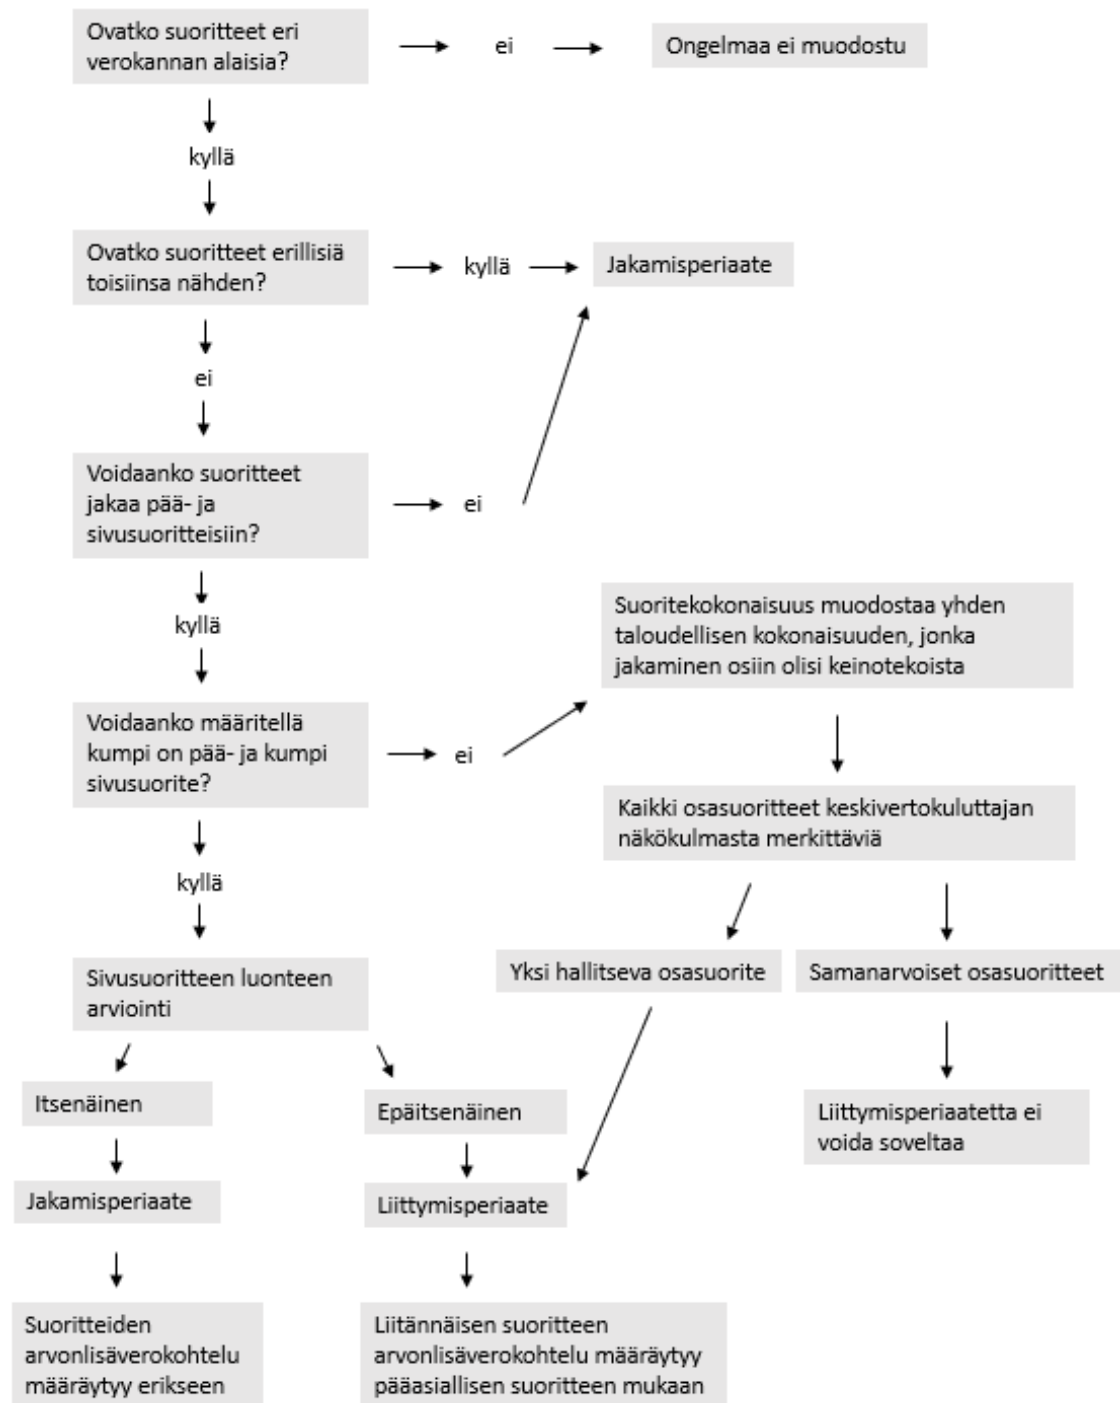 Ovatko suoritteet eri
verokannan alaisia?
ei
Ongelmaa ei muodostu
kyllä
Ovatko suoritteet erillisiä
toisiinsa nähden?
kyllä
Jakamisperiaate
ei
Voidaanko suoritteet
jakaa pää- ja
sivusuoritteisiin?
ei
kyllä
Suoritekokonaisuus muodostaa yhden
taloudellisen kokonaisuuden, jonka
jakaminen osiin olisi keinotekoista
Voidaanko määritellä
kumpi on pää- ja kumpi
sivusuorite?
ei
Kaikki osasuoritteet keskivertokuluttajan
näkökulmasta merkittäviä
kyllä
Sivusuoritteen luonteen
arviointi
Yksi hallitseva osasuorite
Samanarvoiset osasuoritteet
Itsenäinen
Epäitsenäinen
Liittymisperiaatetta ei
voida soveltaa
Jakamisperiaate
Liittymisperiaate
Suoritteiden
arvonlisäverokohtelu
määräytyy erikseen
Liitännäisen suoritteen
arvonlisäverokohtelu määräytyy
pääasiallisen suoritteen mukaan